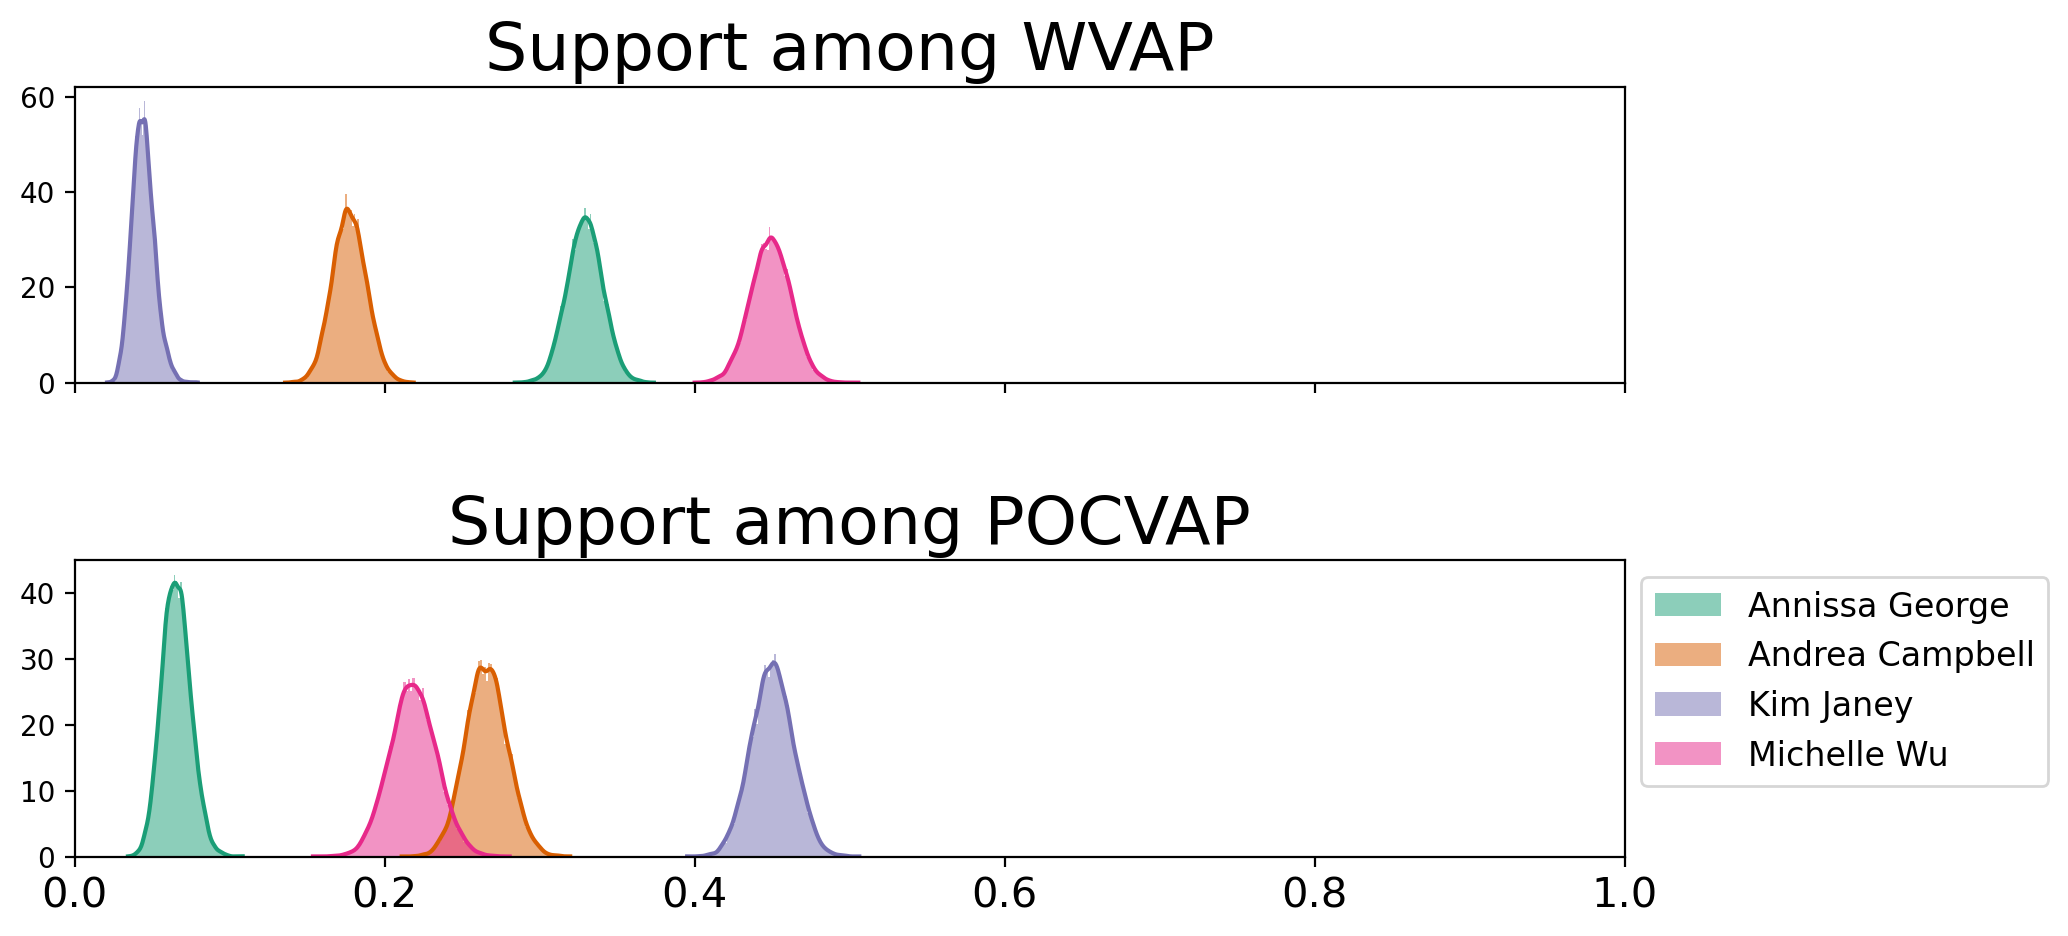 Support among WVAP
60
40
20
0
Support among POCVAP
40
30
20
10
0
0.0 0.2 0.4 0.6 0.8 1.0
Annissa George
Andrea Campbell
Kim Janey
Michelle Wu